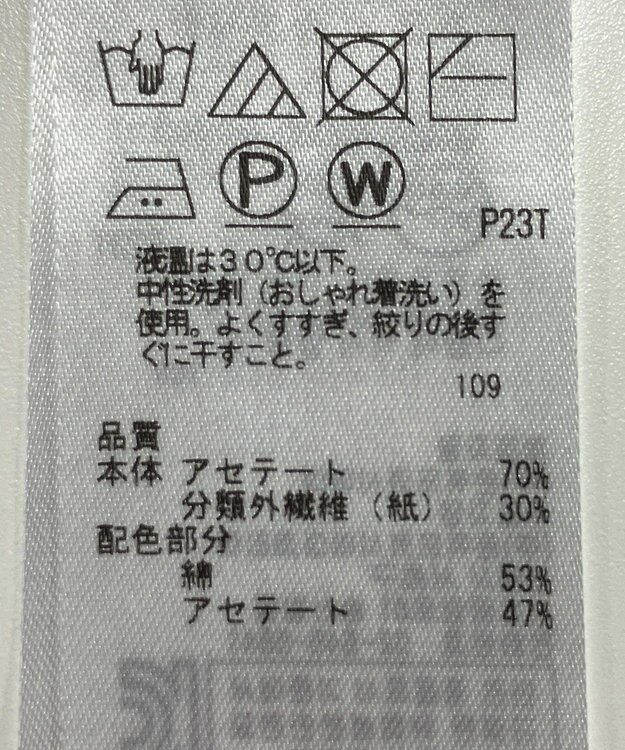 P W
P23T
液温は30℃以下。
中性洗剤（おしゃれ着洗い）を
使用。よくすすぎ、絞りの後す
ぐに干すこと。
109
品質
本体 アセテート 70%
分類外繊維（紙） 30%
配色部分
綿 53%
アセテート 47%